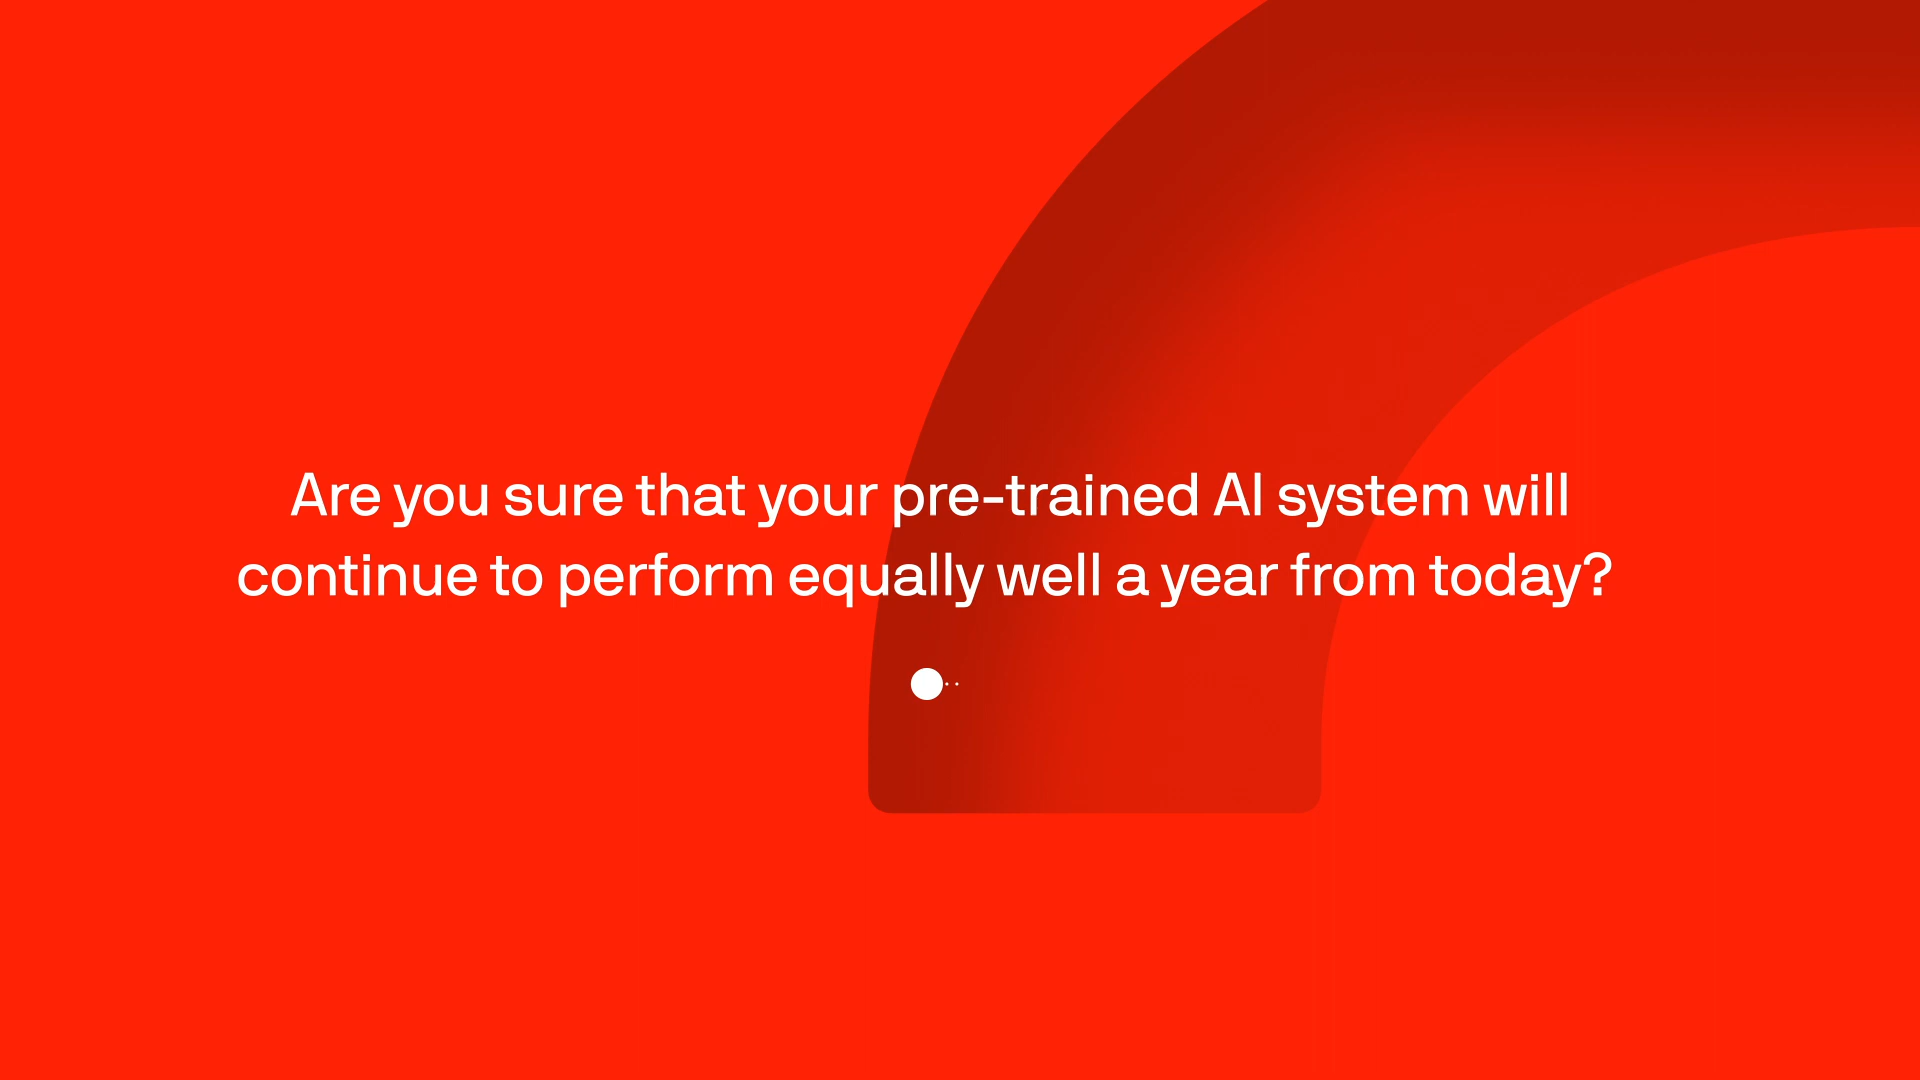 Are you sure that your pre-trained AI system will
continue to perform equally well a year from today?